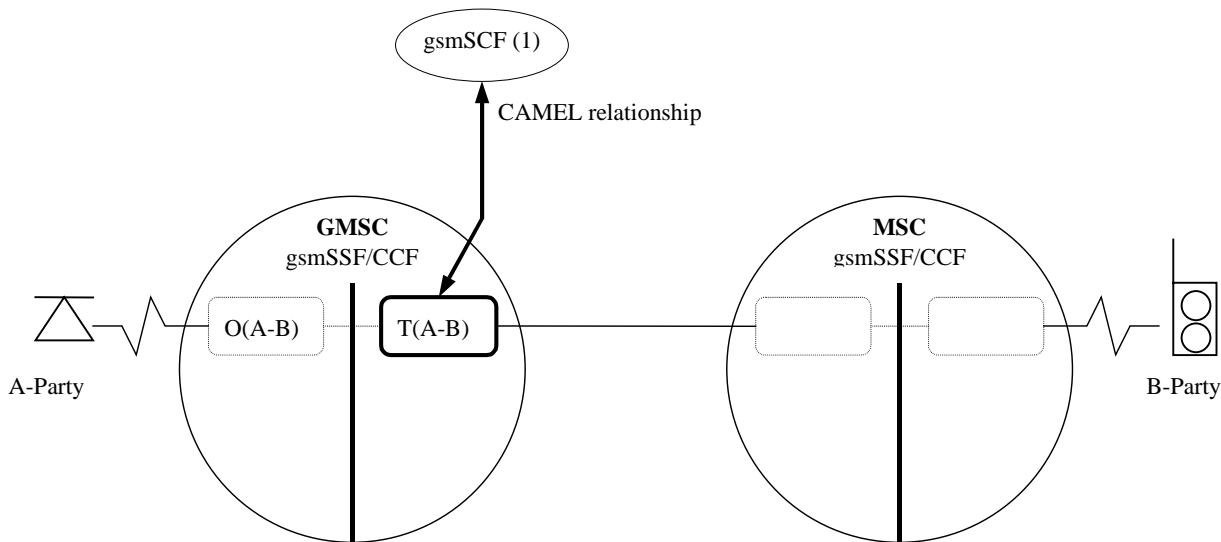 gsmSCF (1)
CAMEL relationship
GMSC
gsmSSF/CCF
MSC
gsmSSF/CCF
O(A-B)
T(A-B)
A-Party
B-Party